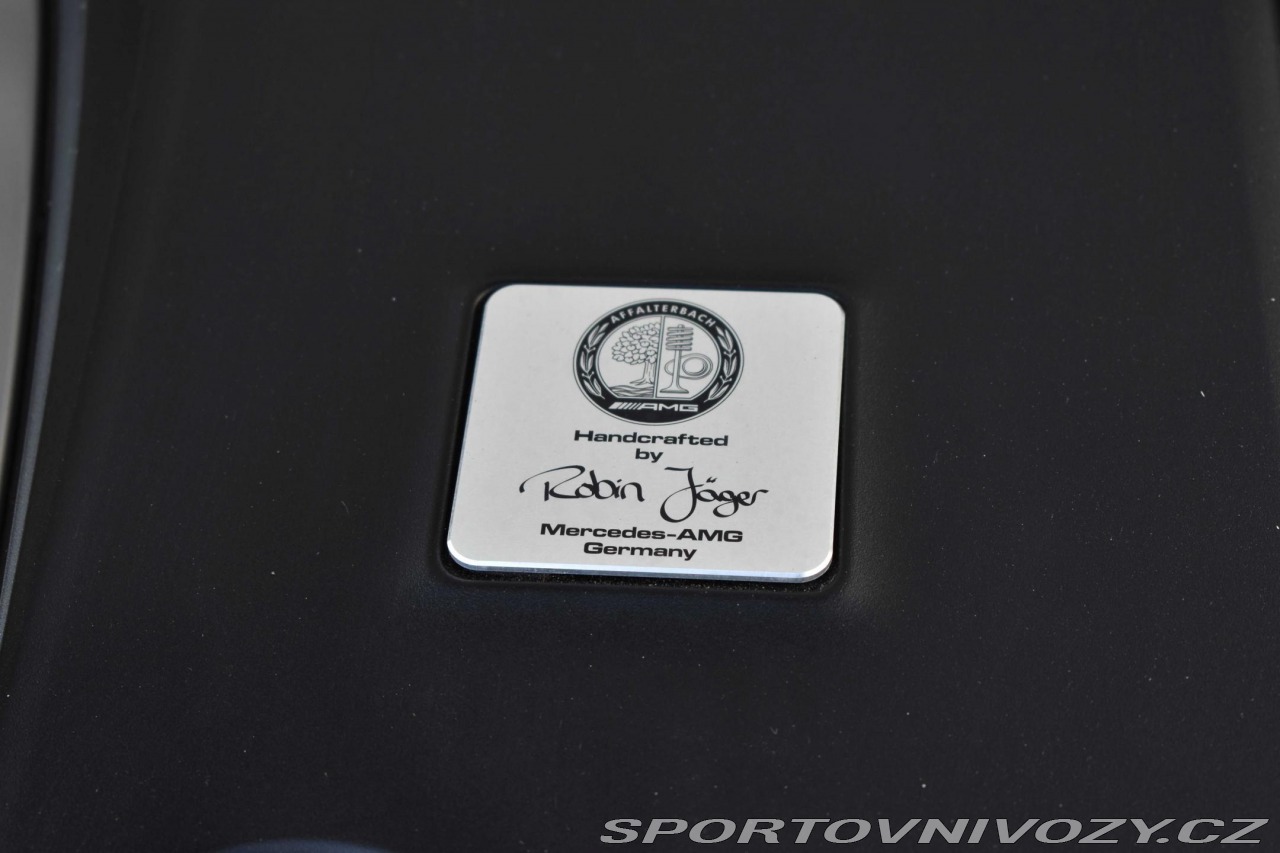 AFFALTERBACH
AMG
Handcrafted
by
Robin Jäger
Mercedes-AMG
Germany
SPORTOVNIVOZY.CZ